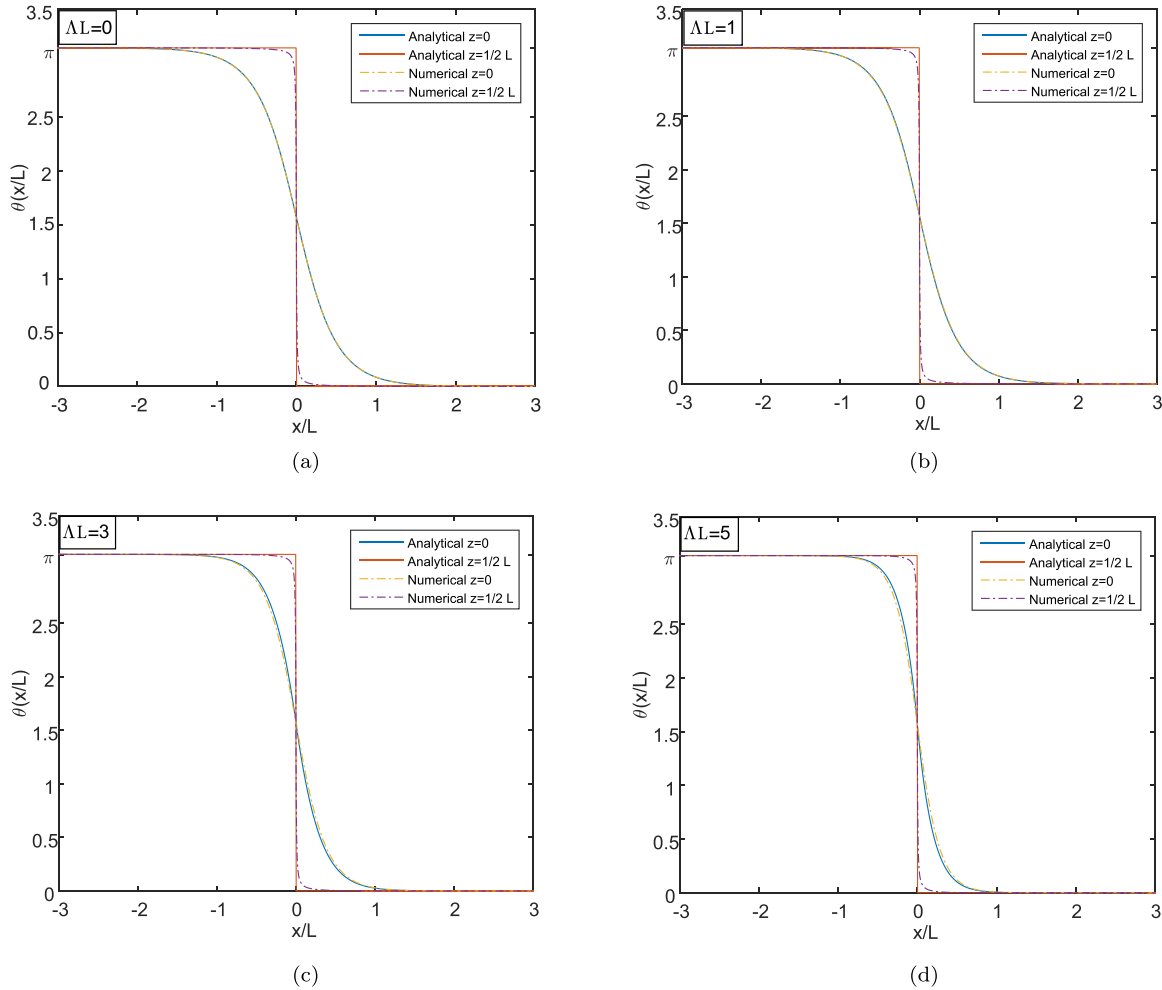 ΛL=0
Analytical z=0
Analytical z=1/2 L
Numerical z=0
Numerical z=1/2 L
π
3.5
2
1.5
1
0.5
0
θ(x/L)
-3 -2 -1 0 1 2 3
x/L
(a)
ΛL=1
Analytical z=0
Analytical z=1/2 L
Numerical z=0
Numerical z=1/2 L
π
3.5
2
1.5
1
0.5
0
θ(x/L)
-3 -2 -1 0 1 2 3
x/L
(b)
3.5
ΛL=3
Analytical z=0
Analytical z=1/2 L
Numerical z=0
Numerical z=1/2 L
π
2.5
2
1.5
1
0.5
0
θ(x/L)
-3 -2 -1 0 1 2 3
x/L
(c)
3.5
ΛL=5
Analytical z=0
Analytical z=1/2 L
Numerical z=0
Numerical z=1/2 L
π
2.5
2
1.5
1
0.5
0
θ(x/L)
-3 -2 -1 0 1 2 3
x/L
(d)